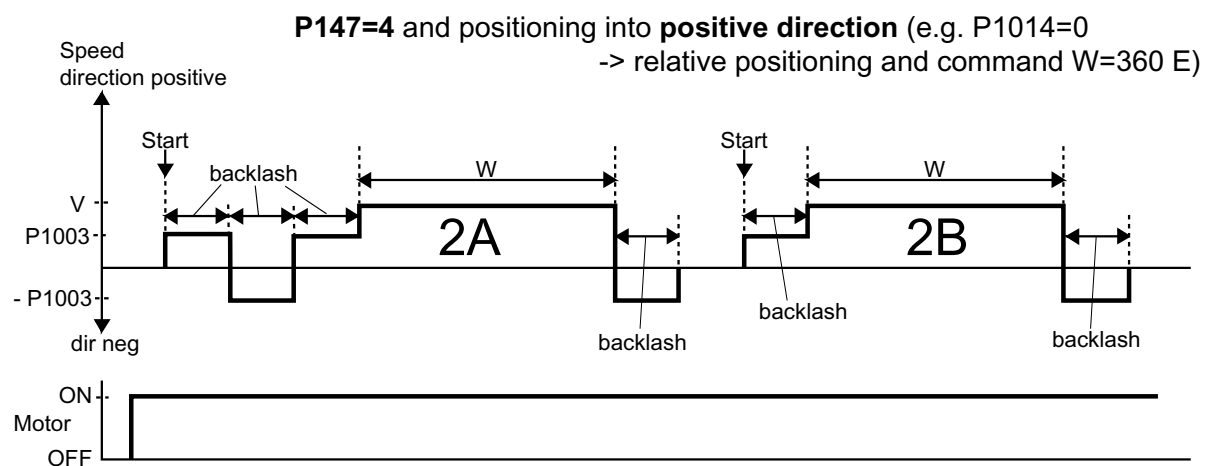 P147=4 and positioning into positive direction (e.g. P1014=0
-> relative positioning and command W=360 E)
Speed
direction positive
Start
Start
backlash
W
W
V
P1003
2A
2B
backlash
backlash
- P1003
backlash
backlash
dir neg
ON
Motor
OFF